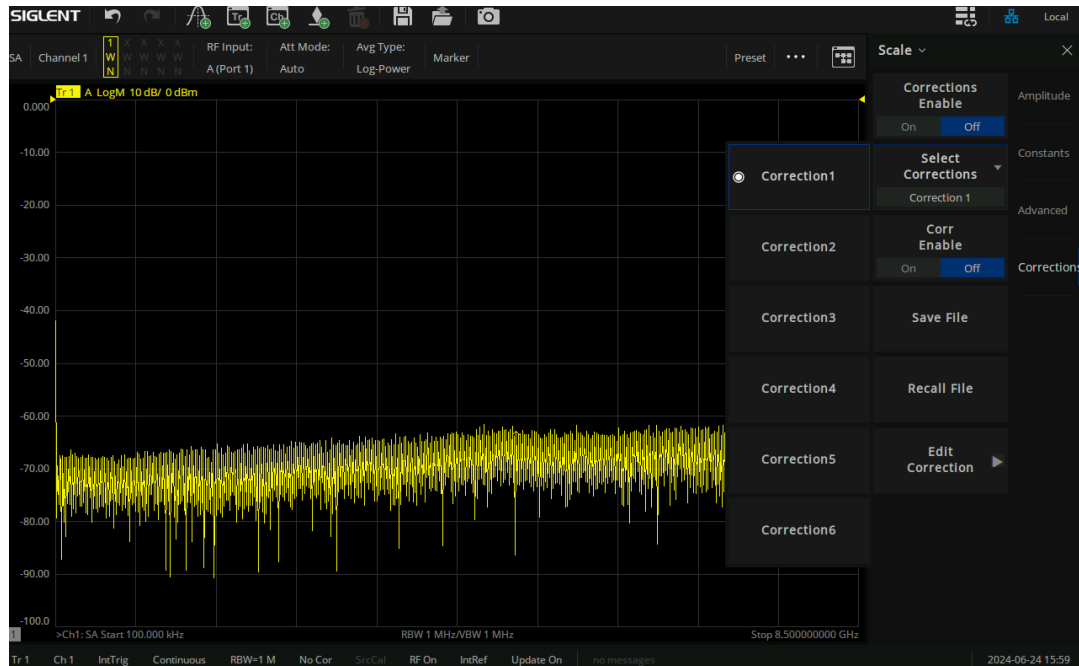 SIGLENT
Tr
Ch
Local
SA
Channel 1
1 X X X X
W W W W W
N N N N N
RF Input:
A (Port 1)
Att Mode:
Auto
Avg Type:
Log-Power
Marker
Preset
Scale
Tr 1 A LogM 10 dB/ 0 dBm
0.000
-10.00
-20.00
-30.00
-40.00
-50.00
-60.00
-70.00
-80.00
-90.00
-100.0
Correction1
Correction2
Correction3
Correction4
Correction5
Correction6
Corrections
Enable
On Off
Select
Corrections
Correction 1
Corr
Enable
On Off
Save File
Recall File
Edit
Correction
Amplitude
Constants
Advanced
Corrections
1
>Ch1: SA Start 100.000 kHz
RBW 1 MHz/VBW 1 MHz
Stop 8.500000000 GHz
Tr 1 Ch 1 IntTrig Continuous RBW=1 M No Cor SrcCal RF On IntRef Update On no messages 2024-06-24 15:59